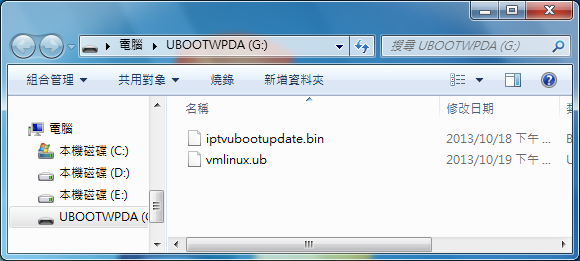 電腦 UBOOTWPDA (G:)
搜尋 UBOOTWPDA (G:)
組合管理 共用對象 燒錄 新增資料夾
名稱 修改日期
電腦
本機磁碟 (C:)
本機磁碟 (D:)
本機磁碟 (E:)
UBOOTWPDA (
iptvubootupdate.bin 2013/10/18 下午 ...
vmlinux.ub 2013/10/19 下午 ...